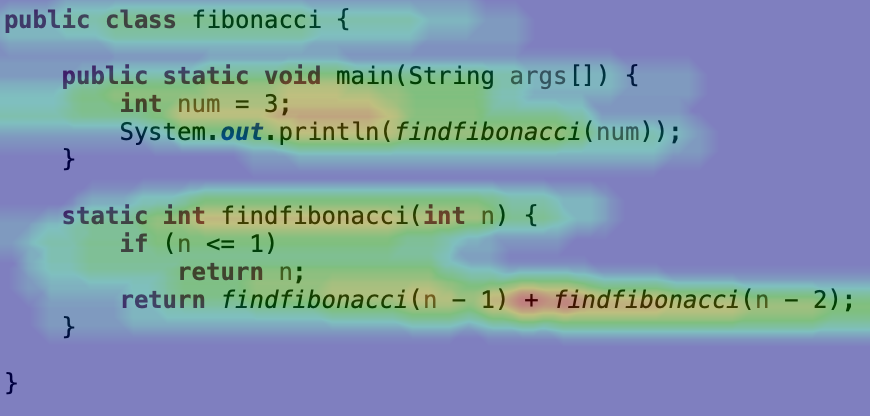 public class fibonacci {
public static void main(String args[]) {
int num = 3;
System.out.println(findfibonacci(num));
}
static int findfibonacci(int n) {
if (n <= 1)
return n;
return findfibonacci(n - 1) + findfibonacci(n - 2);
}
}